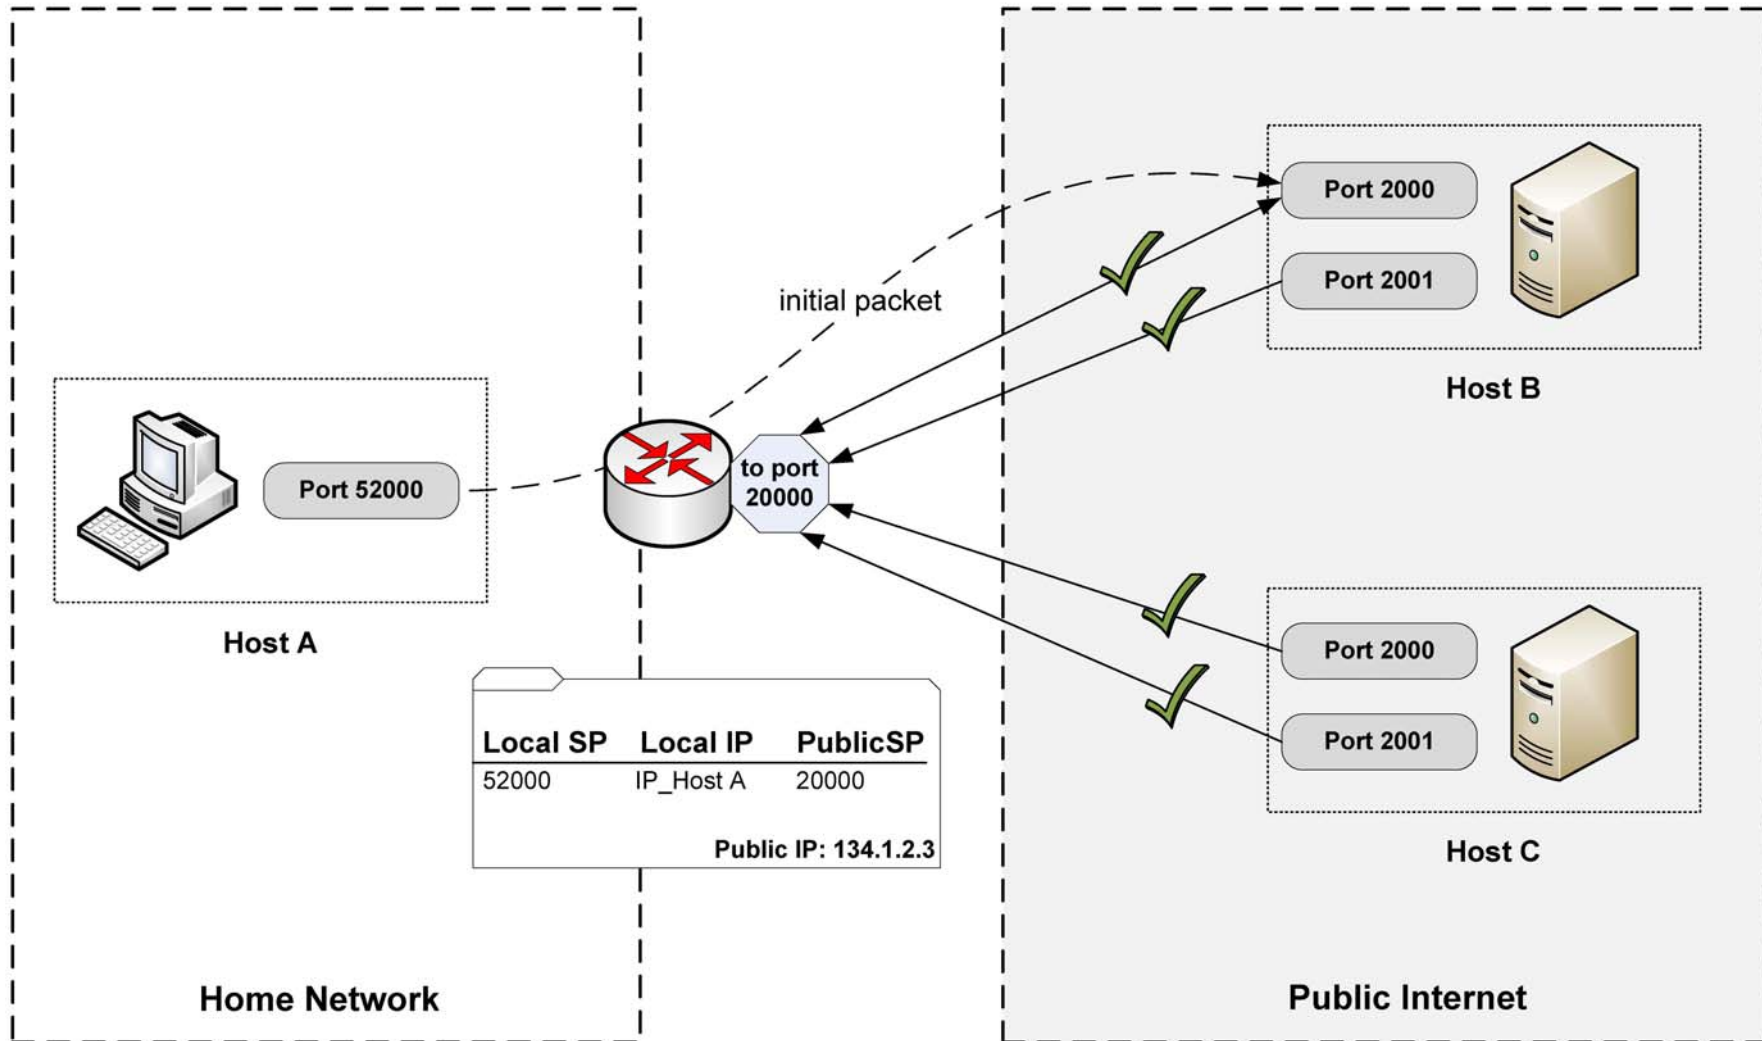 Port 2000
Port 2001
initial packet
Host B
to port
20000
Port 52000
Host A
Port 2000
Port 2001
Local SP Local IP PublicSP
52000 IP_Host A 20000
Public IP: 134.1.2.3
Host C
Home Network
Public Internet